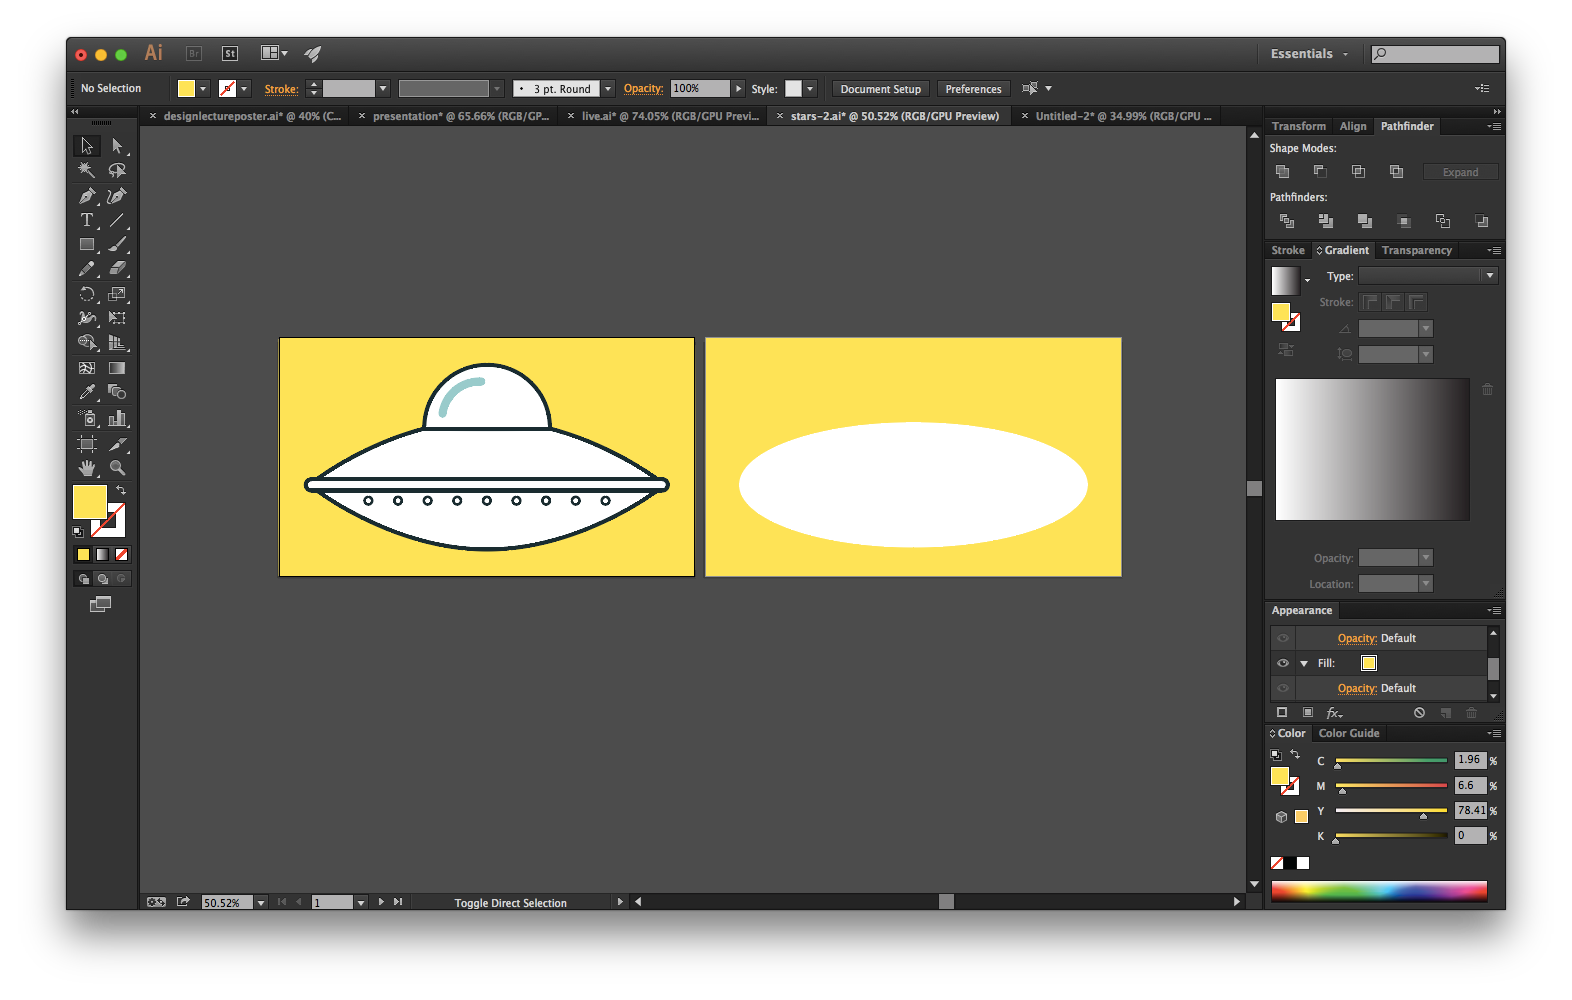 Ai Br St Essentials
No Selection Stroke: 3 pt. Round Opacity: 100% Style: Document Setup Preferences
× designlectureposter.ai* @ 40% (C... × presentation* @ 65.66% (RGB/GP... × live.ai* @ 74.05% (RGB/GPU Previ... × stars-2.ai* @ 50.52% (RGB/GPU Preview) × Untitled-2* @ 34.99% (RGB/GPU ...
Transform Align Pathfinder
Shape Modes:
Expand
Pathfinders:
T
Stroke Gradient Transparency
Type:
Stroke:
Opacity:
Location:
Appearance
Opacity: Default
Fill:
Opacity: Default
fx
Color Color Guide
C 1.96 %
M 6.6 %
Y 78.41 %
K 0 %
50.52% 1 Toggle Direct Selection